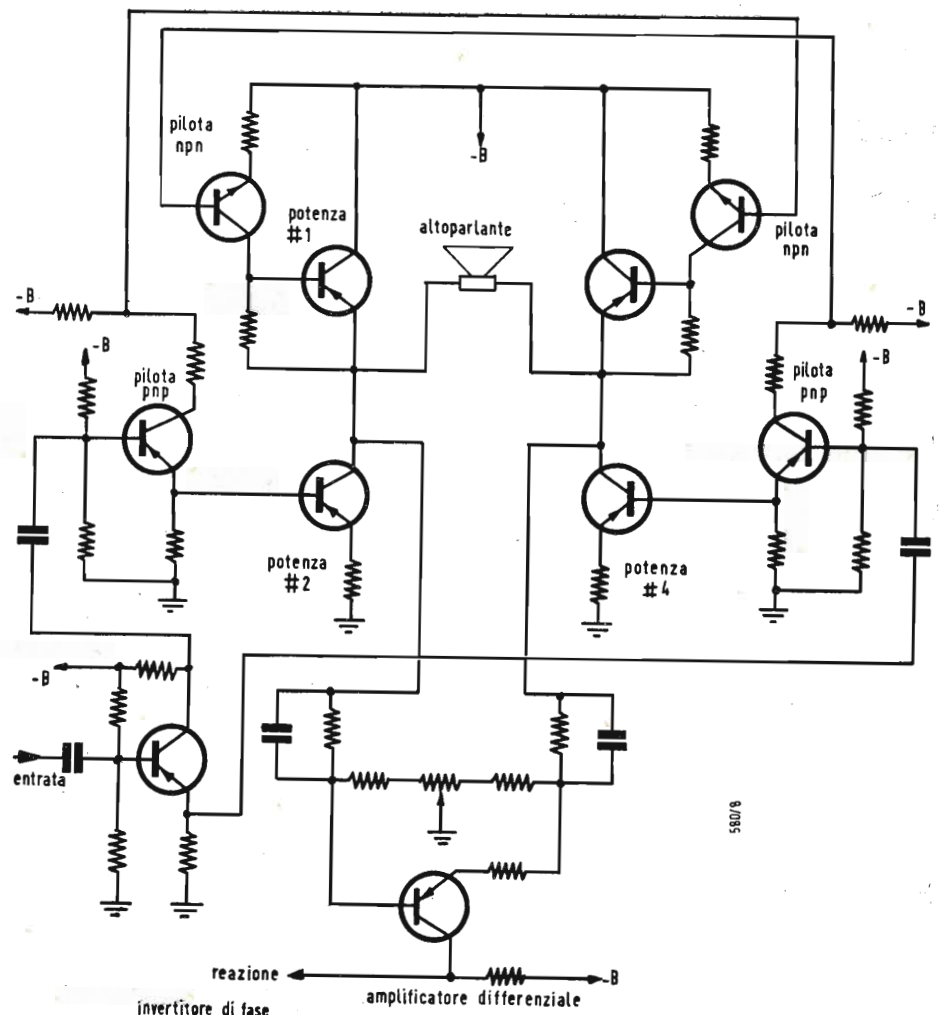 pilota
npn
-B
potenza
#1
altoparlante
pilota
npn
-B
-B
-B
pilota
pnp
pilota
pnp
-B
potenza
#2
potenza
#4
-B
entrata
580/8
reazione
-B
amplificatore differenziale
invertitore di fase